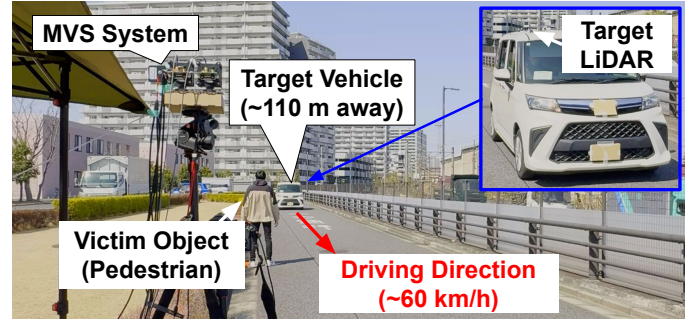 MVS System
Target Vehicle
(~110 m away)
Target
LiDAR
Victim Object
(Pedestrian)
Driving Direction
(~60 km/h)